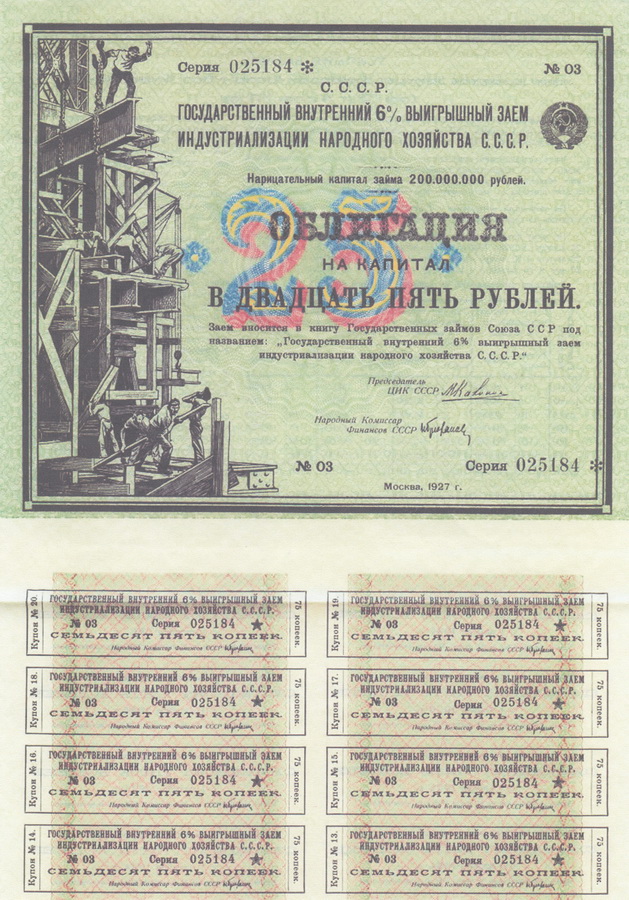 Серия 025184 * № 03
С. С. С. Р.
ГОСУДАРСТВЕННЫЙ ВНУТРЕННИЙ 6% ВЫИГРЫШНЫЙ ЗАЕМ
ИНДУСТРИАЛИЗАЦИИ НАРОДНОГО ХОЗЯЙСТВА С.С.С.Р.
Нарицательный капитал займа 200.000.000 рублей.
25
ОБЛИГАЦИЯ
НА КАПИТАЛ
В ДВАДЦАТЬ ПЯТЬ РУБЛЕЙ.
Заем вносится в книгу Государственных займов Союза ССР под
названием: „Государственный внутренний 6% выигрышный заем
индустриализации народного хозяйства С.С.С.Р.“
Председатель
ЦИК СССР
Народный Комиссар
Финансов СССР
№ 03 Серия 025184 *
Москва, 1927 г.
Купон № 20.
ГОСУДАРСТВЕННЫЙ ВНУТРЕННИЙ 6% ВЫИГРЫШНЫЙ ЗАЕМ
ИНДУСТРИАЛИЗАЦИИ НАРОДНОГО ХОЗЯЙСТВА С.С.С.Р.
№ 03 Серия 025184 ★
СЕМЬДЕСЯТ ПЯТЬ КОПЕЕК.
Народный Комиссар Финансов СССР
75 копеек.
Купон № 19.
ГОСУДАРСТВЕННЫЙ ВНУТРЕННИЙ 6% ВЫИГРЫШНЫЙ ЗАЕМ
ИНДУСТРИАЛИЗАЦИИ НАРОДНОГО ХОЗЯЙСТВА С.С.С.Р.
№ 03 Серия 025184 ★
СЕМЬДЕСЯТ ПЯТЬ КОПЕЕК.
Народный Комиссар Финансов СССР
75 копеек.
Купон № 18.
ГОСУДАРСТВЕННЫЙ ВНУТРЕННИЙ 6% ВЫИГРЫШНЫЙ ЗАЕМ
ИНДУСТРИАЛИЗАЦИИ НАРОДНОГО ХОЗЯЙСТВА С.С.С.Р.
№ 03 Серия 025184 ★
СЕМЬДЕСЯТ ПЯТЬ КОПЕЕК.
Народный Комиссар Финансов СССР
75 копеек.
Купон № 17.
ГОСУДАРСТВЕННЫЙ ВНУТРЕННИЙ 6% ВЫИГРЫШНЫЙ ЗАЕМ
ИНДУСТРИАЛИЗАЦИИ НАРОДНОГО ХОЗЯЙСТВА С.С.С.Р.
№ 03 Серия 025184 ★
СЕМЬДЕСЯТ ПЯТЬ КОПЕЕК.
Народный Комиссар Финансов СССР
75 копеек.
Купон № 16.
ГОСУДАРСТВЕННЫЙ ВНУТРЕННИЙ 6% ВЫИГРЫШНЫЙ ЗАЕМ
ИНДУСТРИАЛИЗАЦИИ НАРОДНОГО ХОЗЯЙСТВА С.С.С.Р.
№ 03 Серия 025184 ★
СЕМЬДЕСЯТ ПЯТЬ КОПЕЕК.
Народный Комиссар Финансов СССР
75 копеек.
Купон № 15.
ГОСУДАРСТВЕННЫЙ ВНУТРЕННИЙ 6% ВЫИГРЫШНЫЙ ЗАЕМ
ИНДУСТРИАЛИЗАЦИИ НАРОДНОГО ХОЗЯЙСТВА С.С.С.Р.
№ 03 Серия 025184 ★
СЕМЬДЕСЯТ ПЯТЬ КОПЕЕК.
Народный Комиссар Финансов СССР
75 копеек.
Купон № 14.
ГОСУДАРСТВЕННЫЙ ВНУТРЕННИЙ 6% ВЫИГРЫШНЫЙ ЗАЕМ
ИНДУСТРИАЛИЗАЦИИ НАРОДНОГО ХОЗЯЙСТВА С.С.С.Р.
№ 03 Серия 025184 ★
СЕМЬДЕСЯТ ПЯТЬ КОПЕЕК.
Народный Комиссар Финансов СССР
75 копеек.
Купон № 13.
ГОСУДАРСТВЕННЫЙ ВНУТРЕННИЙ 6% ВЫИГРЫШНЫЙ ЗАЕМ
ИНДУСТРИАЛИЗАЦИИ НАРОДНОГО ХОЗЯЙСТВА С.С.С.Р.
№ 03 Серия 025184 ★
СЕМЬДЕСЯТ ПЯТЬ КОПЕЕК.
Народный Комиссар Финансов СССР
75 копеек.